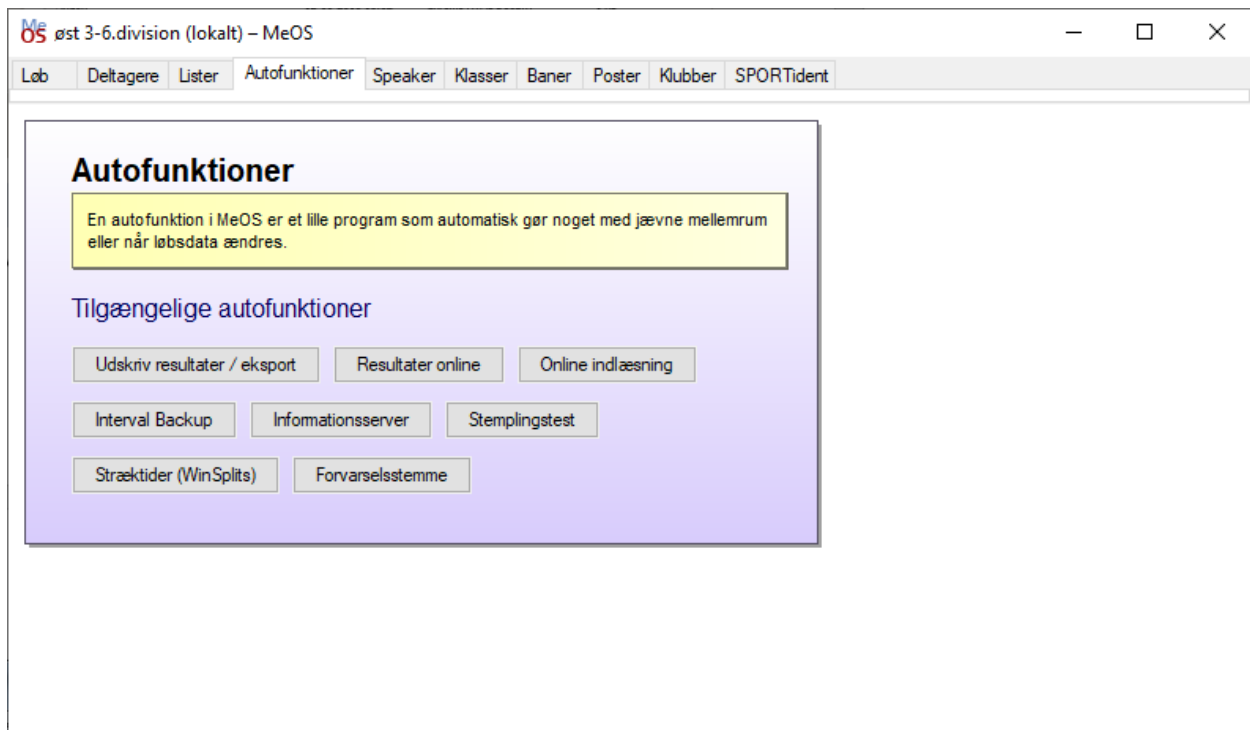 MeOS øst 3-6.division (lokalt) – MeOS
Løb Deltagere Lister Autofunktioner Speaker Klasser Baner Poster Klubber SPORTident
Autofunktioner
En autofunktion i MeOS er et lille program som automatisk gør noget med jævne mellemrum
eller når løbsdata ændres.
Tilgængelige autofunktioner
Udskriv resultater / eksport Resultater online Online indlæsning
Interval Backup Informationsserver Stemplingstest
Stræktider (WinSplits) Forvarselsstemme